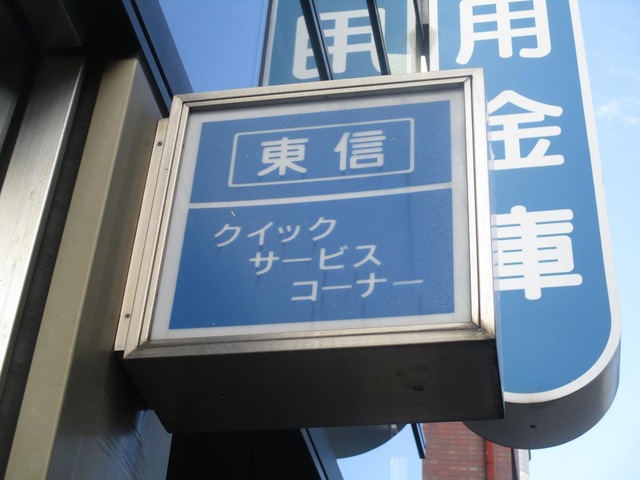 東信
クイック
サービス
コーナー
用金庫